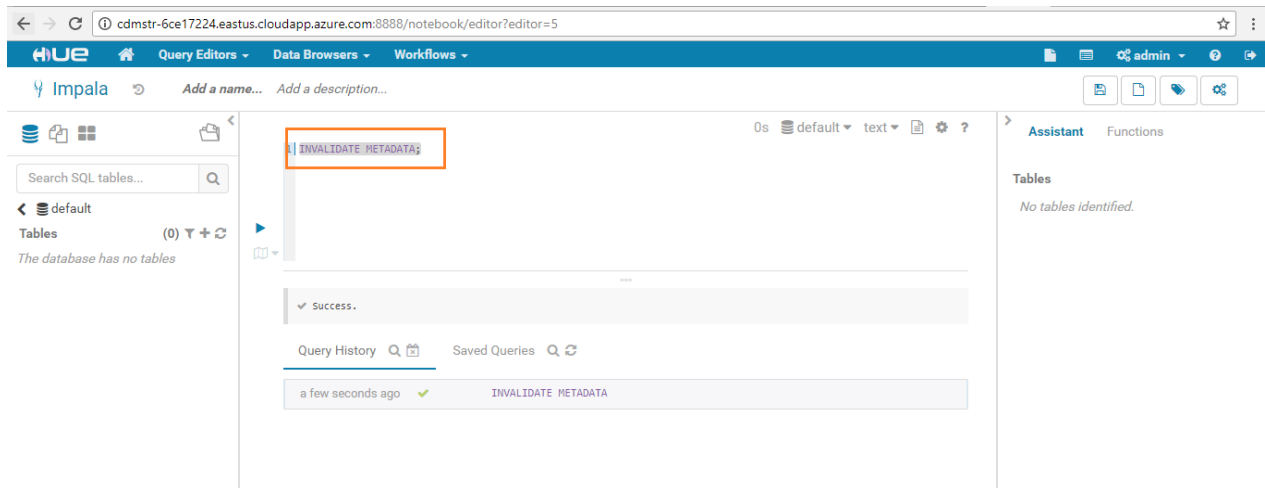 cdmstr-6ce17224.eastus.cloudapp.azure.com:8888/notebook/editor?editor=5
HUE Query Editors Data Browsers Workflows admin ?
Impala Add a name... Add a description...
0s default text ?
1 INVALIDATE METADATA;
Search SQL tables...
default
Tables (0)
The database has no tables
Success.
Query History Saved Queries
a few seconds ago INVALIDATE METADATA
Assistant Functions
Tables
No tables identified.